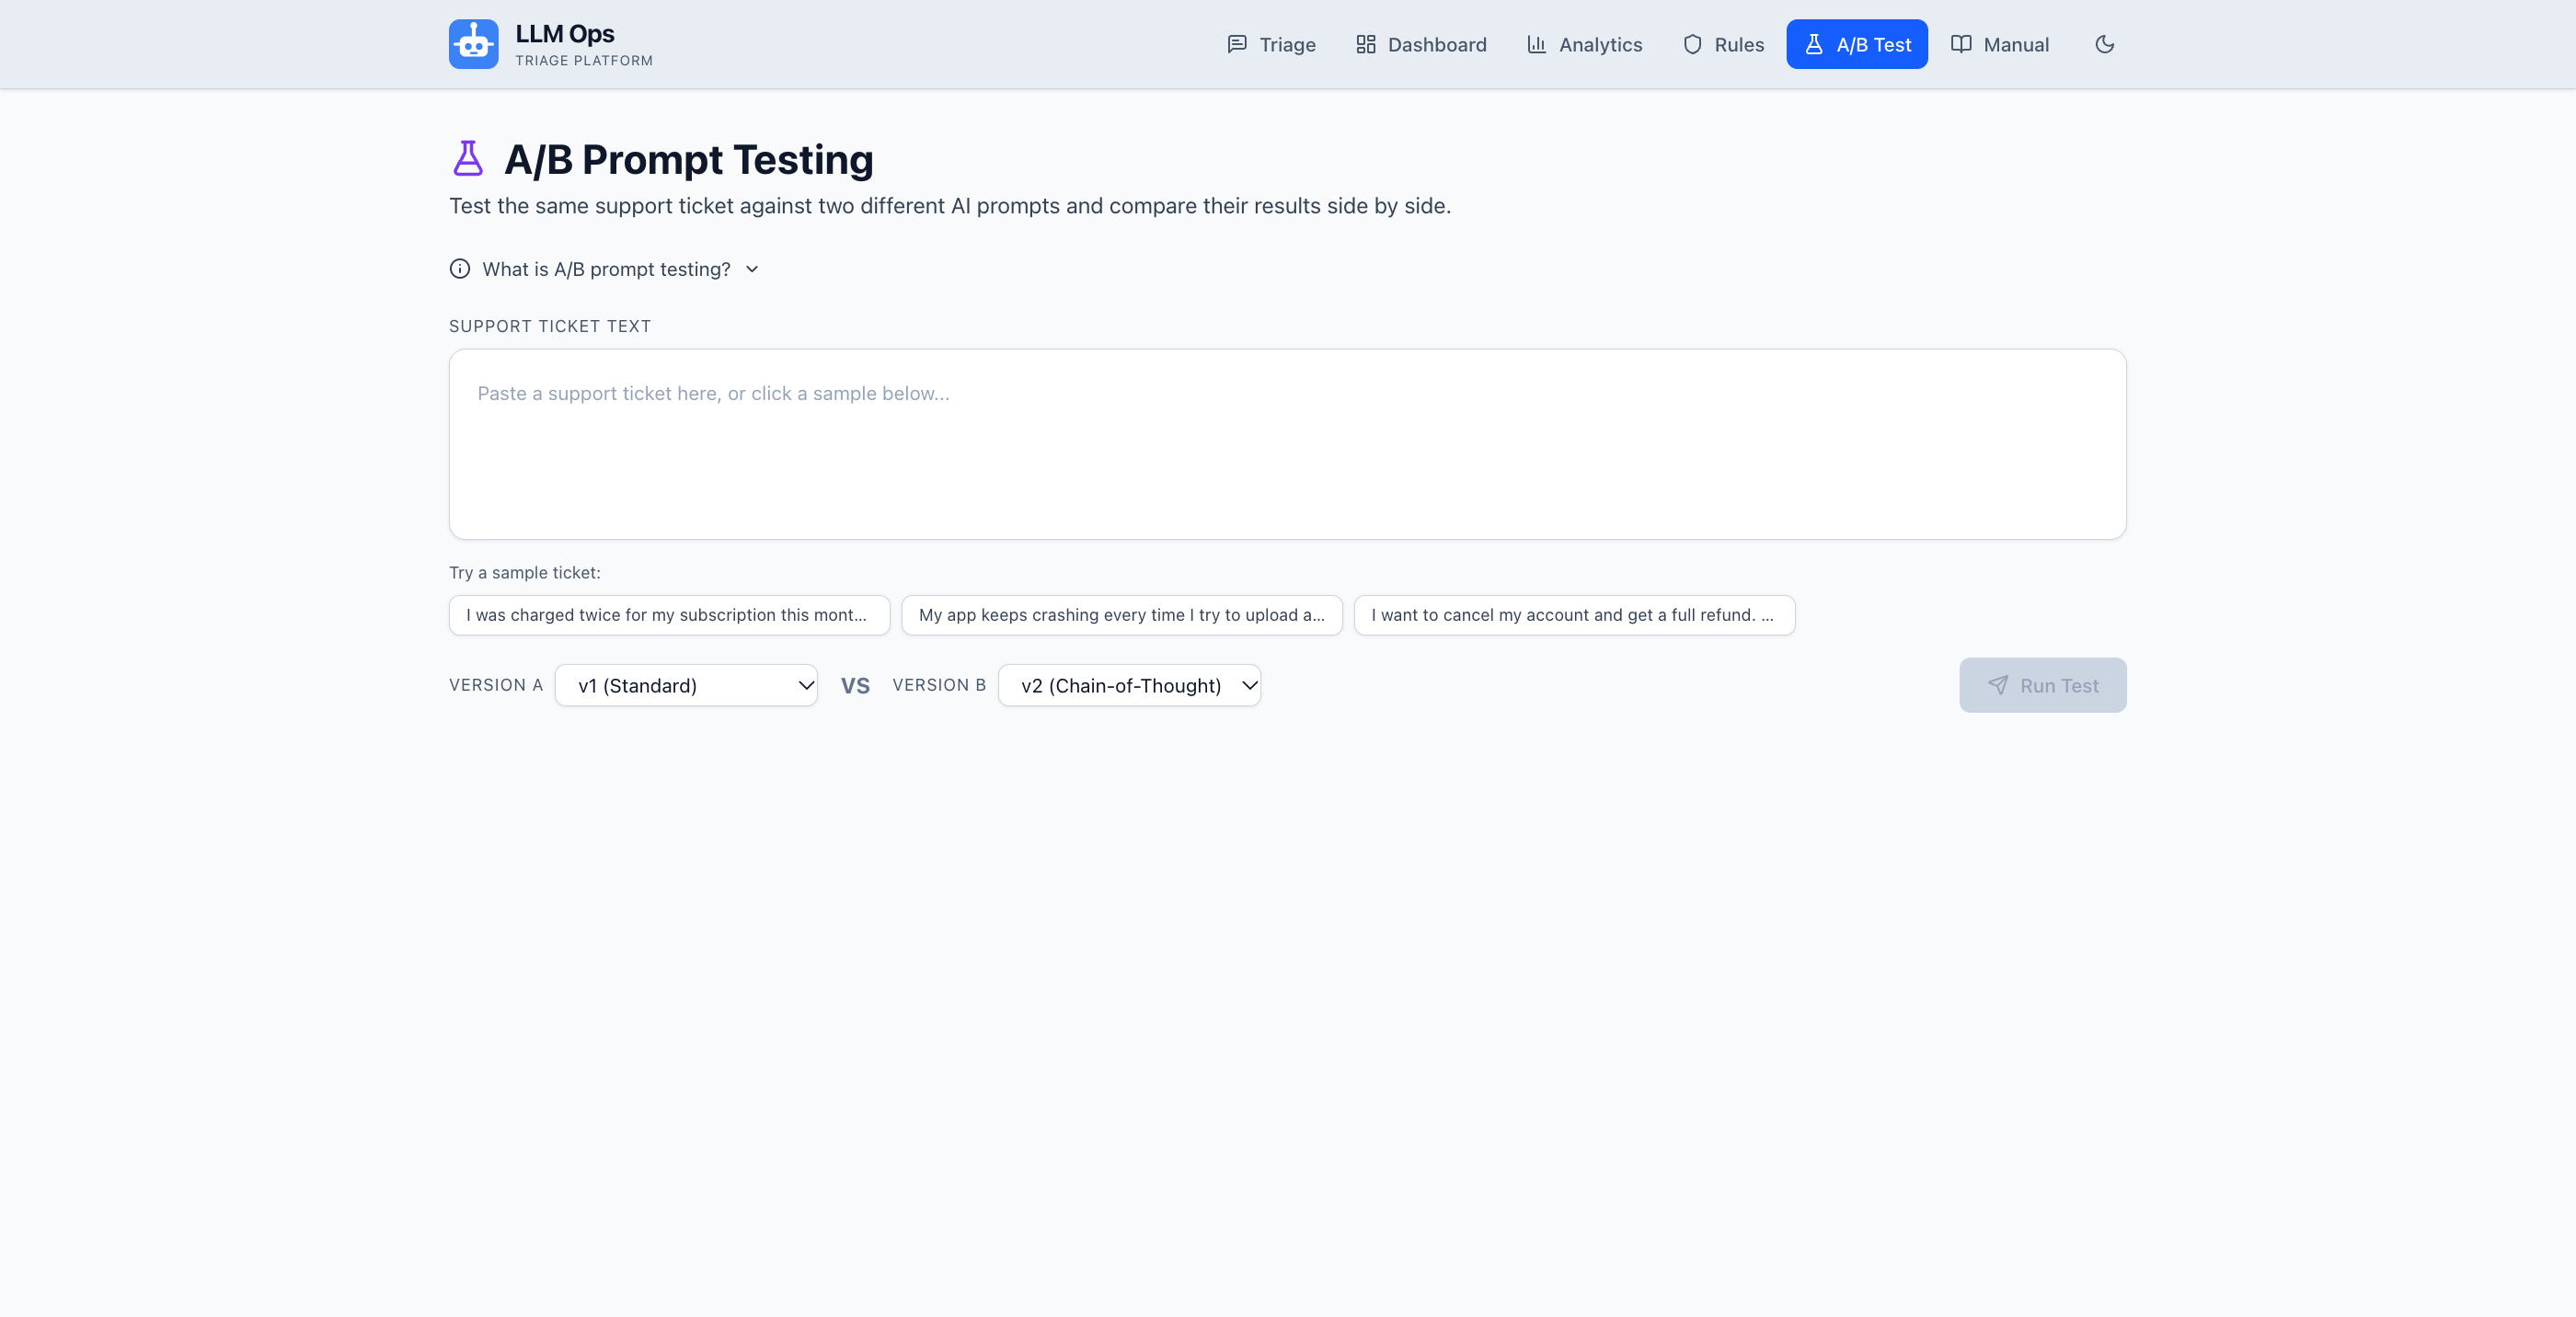 LLM Ops
TRIAGE PLATFORM
Triage
Dashboard
Analytics
Rules
A/B Test
Manual
A/B Prompt Testing
Test the same support ticket against two different AI prompts and compare their results side by side.
What is A/B prompt testing?
SUPPORT TICKET TEXT
Paste a support ticket here, or click a sample below...
Try a sample ticket:
I was charged twice for my subscription this mont...
My app keeps crashing every time I try to upload a...
I want to cancel my account and get a full refund. ...
VERSION A
v1 (Standard)
VS
VERSION B
v2 (Chain-of-Thought)
Run Test